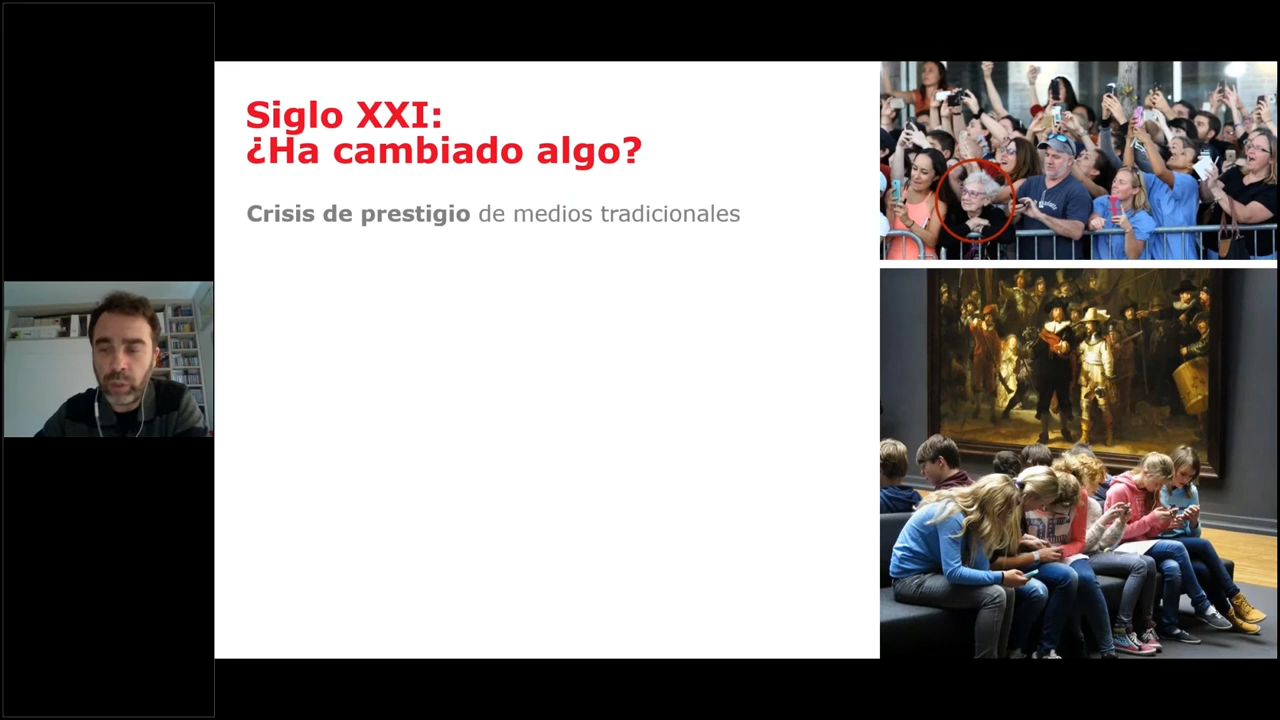 Siglo XXI:
¿Ha cambiado algo?
Crisis de prestigio de medios tradicionales